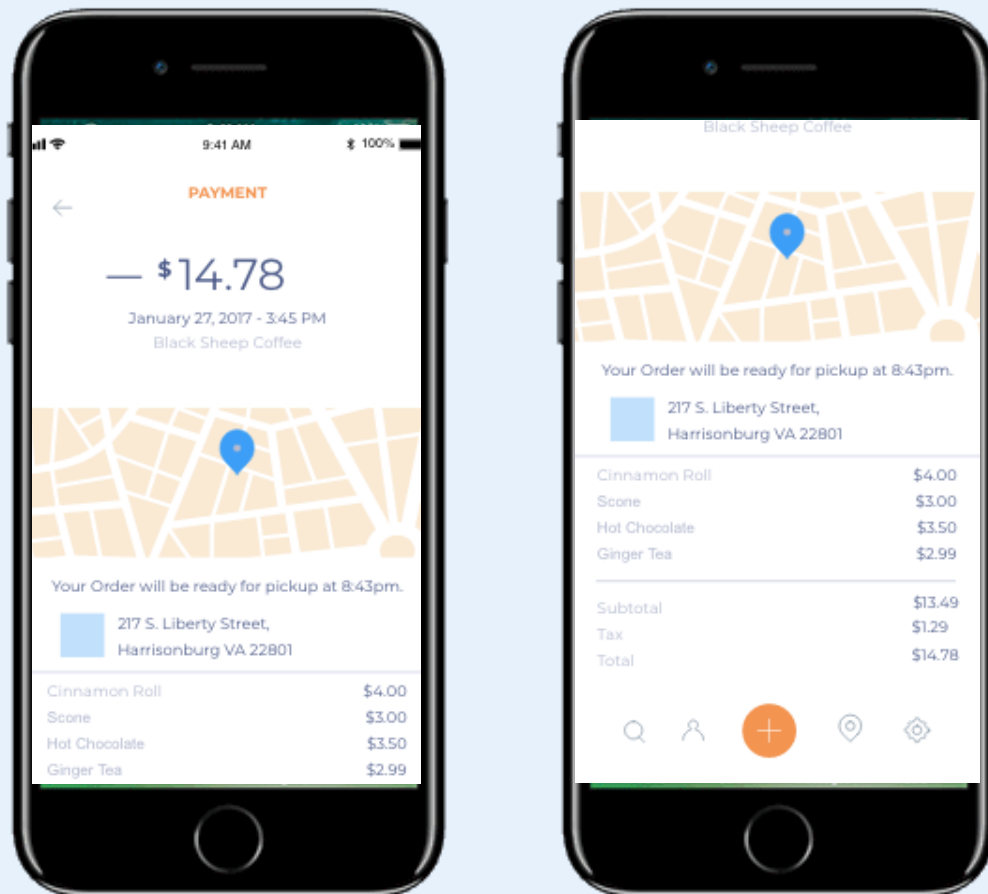 9:41 AM
100%
PAYMENT
— $14.78
January 27, 2017 - 3:45 PM
Black Sheep Coffee
Your Order will be ready for pickup at 8:43pm.
217 S. Liberty Street,
Harrisonburg VA 22801
Cinnamon Roll $4.00
Scone $3.00
Hot Chocolate $3.50
Ginger Tea $2.99
Black Sheep Coffee
Your Order will be ready for pickup at 8:43pm.
217 S. Liberty Street,
Harrisonburg VA 22801
Cinnamon Roll $4.00
Scone $3.00
Hot Chocolate $3.50
Ginger Tea $2.99
Subtotal $13.49
Tax $1.29
Total $14.78